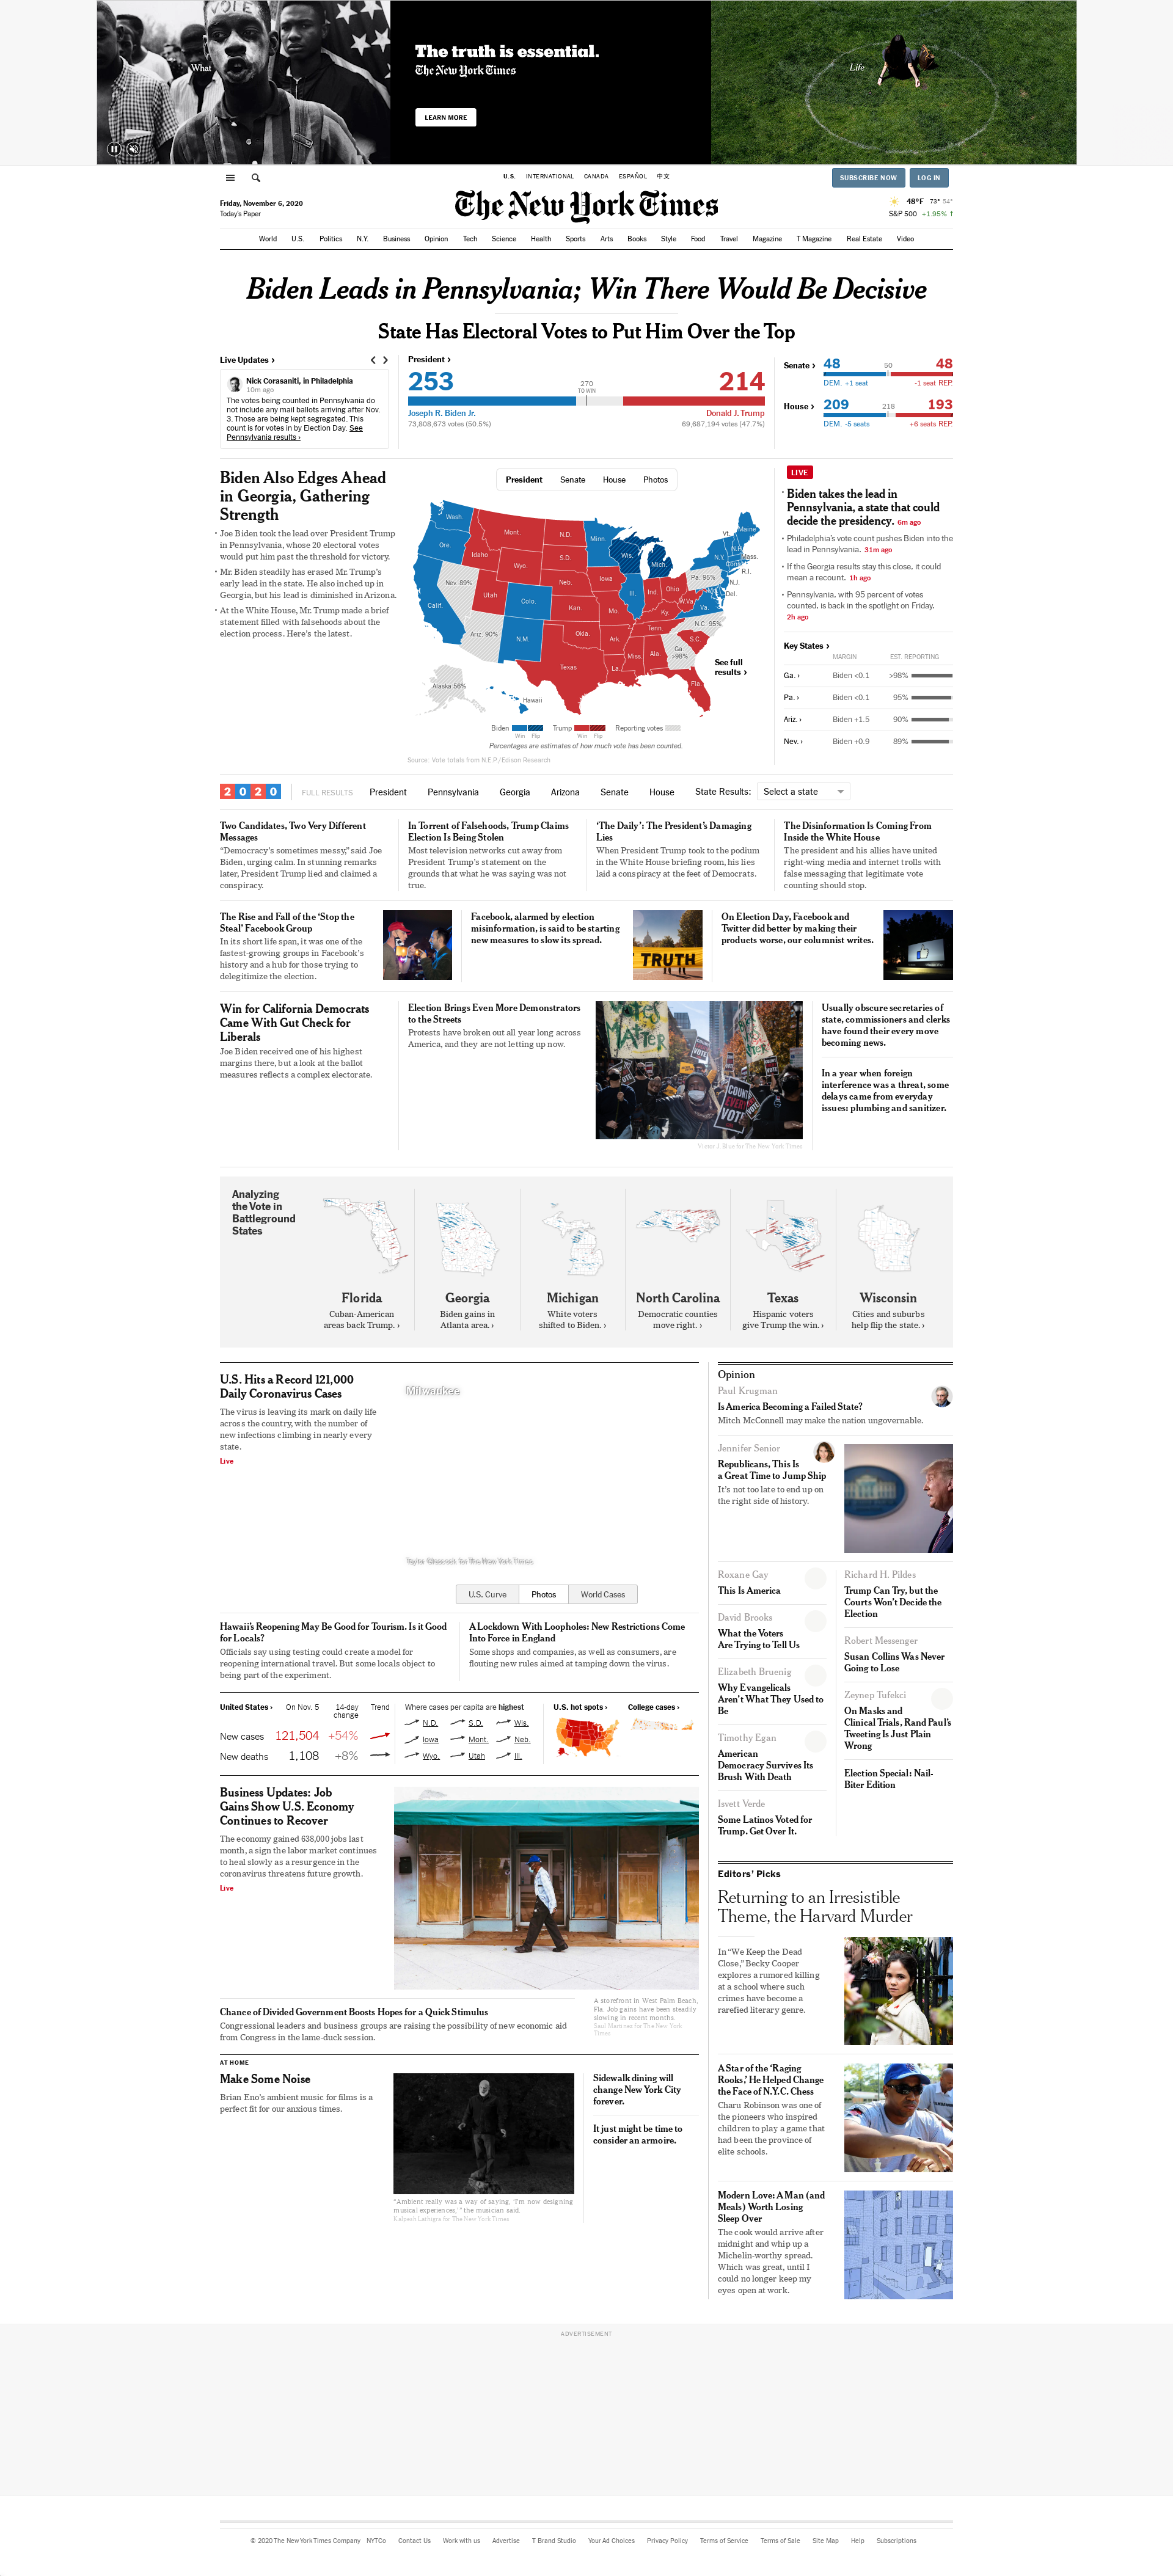 What
The truth is essential.
The New York Times
LEARN MORE
Life
U.S. INTERNATIONAL CANADA ESPAÑOL 中文
SUBSCRIBE NOW LOG IN
Friday, November 6, 2020
Today's Paper
The New York Times
48°F 73° 54°
S&P 500 +1.95% ↑
World U.S. Politics N.Y. Business Opinion Tech Science Health Sports Arts Books Style Food Travel Magazine T Magazine Real Estate Video
Biden Leads in Pennsylvania; Win There Would Be Decisive
State Has Electoral Votes to Put Him Over the Top
Live Updates ›
Nick Corasaniti, in Philadelphia
10m ago
The votes being counted in Pennsylvania do
not include any mail ballots arriving after Nov.
3. Those are being kept segregated. This
count is for votes in by Election Day. See
Pennsylvania results ›
President ›
253
270
TO WIN
214
Joseph R. Biden Jr.
Donald J. Trump
73,808,673 votes (50.5%)
69,687,194 votes (47.7%)
Senate ›
48 50 48
DEM. +1 seat -1 seat REP.
House ›
209 218 193
DEM. -5 seats +6 seats REP.
Biden Also Edges Ahead
in Georgia, Gathering
Strength
• Joe Biden took the lead over President Trump
in Pennsylvania, whose 20 electoral votes
would put him past the threshold for victory.
• Mr. Biden steadily has erased Mr. Trump's
early lead in the state. He also inched up in
Georgia, but his lead is diminished in Arizona.
• At the White House, Mr. Trump made a brief
statement filled with falsehoods about the
election process. Here's the latest.
President Senate House Photos
Wash.
Mont.
N.D.
Minn.
Vt.
Maine
Ore.
Idaho
S.D.
Wis.
Mich.
N.Y.
N.H.
Mass.
Conn.
R.I.
Wyo.
Nev. 89%
Neb.
Iowa
Pa. 95%
N.J.
Del.
Calif.
Utah
Colo.
Kan.
Mo.
Ill.
Ind.
Ohio
W.Va.
Va.
Ky.
Ariz. 90%
N.M.
Okla.
Ark.
Tenn.
N.C. 95%
S.C.
Texas
La.
Miss.
Ala.
Ga.
>98%
Fla.
Alaska 56%
Hawaii
See full
results ›
Biden Trump Reporting votes
Win Flip Win Flip
Percentages are estimates of how much vote has been counted.
Source: Vote totals from N.E.P./Edison Research
LIVE
• Biden takes the lead in
Pennsylvania, a state that could
decide the presidency. 6m ago
• Philadelphia's vote count pushes Biden into the
lead in Pennsylvania. 31m ago
• If the Georgia results stay this close, it could
mean a recount. 1h ago
• Pennsylvania, with 95 percent of votes
counted, is back in the spotlight on Friday.
2h ago
Key States ›
MARGIN EST. REPORTING
Ga. › Biden <0.1 >98%
Pa. › Biden <0.1 95%
Ariz. › Biden +1.5 90%
Nev. › Biden +0.9 89%
2020 FULL RESULTS President Pennsylvania Georgia Arizona Senate House State Results: Select a state
Two Candidates, Two Very Different
Messages
"Democracy's sometimes messy," said Joe
Biden, urging calm. In stunning remarks
later, President Trump lied and claimed a
conspiracy.
In Torrent of Falsehoods, Trump Claims
Election Is Being Stolen
Most television networks cut away from
President Trump's statement on the
grounds that what he was saying was not
true.
'The Daily': The President's Damaging
Lies
When President Trump took to the podium
in the White House briefing room, his lies
laid a conspiracy at the feet of Democrats.
The Disinformation Is Coming From
Inside the White House
The president and his allies have united
right-wing media and internet trolls with
false messaging that legitimate vote
counting should stop.
The Rise and Fall of the 'Stop the
Steal' Facebook Group
In its short life span, it was one of the
fastest-growing groups in Facebook's
history and a hub for those trying to
delegitimize the election.
Facebook, alarmed by election
misinformation, is said to be starting
new measures to slow its spread.
TRUTH
On Election Day, Facebook and
Twitter did better by making their
products worse, our columnist writes.
Win for California Democrats
Came With Gut Check for
Liberals
Joe Biden received one of his highest
margins there, but a look at the ballot
measures reflects a complex electorate.
Election Brings Even More Demonstrators
to the Streets
Protests have broken out all year long across
America, and they are not letting up now.
COUNT
EVERY
VOTE
Usually obscure secretaries of
state, commissioners and clerks
have found their every move
becoming news.
In a year when foreign
interference was a threat, some
delays came from everyday
issues: plumbing and sanitizer.
Victor J. Blue for The New York Times
Analyzing
the Vote in
Battleground
States
Florida
Cuban-American
areas back Trump. ›
Georgia
Biden gains in
Atlanta area. ›
Michigan
White voters
shifted to Biden. ›
North Carolina
Democratic counties
move right. ›
Texas
Hispanic voters
give Trump the win. ›
Wisconsin
Cities and suburbs
help flip the state. ›
U.S. Hits a Record 121,000
Daily Coronavirus Cases
The virus is leaving its mark on daily life
across the country, with the number of
new infections climbing in nearly every
state.
Live
Milwaukee
Taylor Glascock for The New York Times
U.S. Curve Photos World Cases
Hawaii's Reopening May Be Good for Tourism. Is it Good
for Locals?
Officials say using testing could create a model for
reopening international travel. But some locals object to
being part of the experiment.
A Lockdown With Loopholes: New Restrictions Come
Into Force in England
Some shops and companies, as well as consumers, are
flouting new rules aimed at tamping down the virus.
United States › On Nov. 5 14-day
change Trend
New cases 121,504 +54%
New deaths 1,108 +8%
Where cases per capita are highest
N.D. S.D. Wis.
Iowa Mont. Neb.
Wyo. Utah Ill.
U.S. hot spots ›
College cases ›
Business Updates: Job
Gains Show U.S. Economy
Continues to Recover
The economy gained 638,000 jobs last
month, a sign the labor market continues
to heal slowly as a resurgence in the
coronavirus threatens future growth.
Live
A storefront in West Palm Beach,
Fla. Job gains have been steadily
slowing in recent months.
Saul Martinez for The New York
Times
Chance of Divided Government Boosts Hopes for a Quick Stimulus
Congressional leaders and business groups are raising the possibility of new economic aid
from Congress in the lame-duck session.
AT HOME
Make Some Noise
Brian Eno's ambient music for films is a
perfect fit for our anxious times.
"Ambient really was a way of saying, 'I'm now designing
musical experiences,'" the musician said.
Kalpesh Lathigra for The New York Times
Sidewalk dining will
change New York City
forever.
It just might be time to
consider an armoire.
Opinion
Paul Krugman
Is America Becoming a Failed State?
Mitch McConnell may make the nation ungovernable.
Jennifer Senior
Republicans, This Is
a Great Time to Jump Ship
It's not too late to end up on
the right side of history.
Roxane Gay
This Is America
David Brooks
What the Voters
Are Trying to Tell Us
Elizabeth Bruenig
Why Evangelicals
Aren't What They Used to
Be
Timothy Egan
American
Democracy Survives Its
Brush With Death
Isvett Verde
Some Latinos Voted for
Trump. Get Over It.
Richard H. Pildes
Trump Can Try, but the
Courts Won't Decide the
Election
Robert Messenger
Susan Collins Was Never
Going to Lose
Zeynep Tufekci
On Masks and
Clinical Trials, Rand Paul's
Tweeting Is Just Plain
Wrong
Election Special: Nail-
Biter Edition
Editors' Picks
Returning to an Irresistible
Theme, the Harvard Murder
In "We Keep the Dead
Close," Becky Cooper
explores a rumored killing
at a school where such
crimes have become a
rarefied literary genre.
A Star of the 'Raging
Rooks,' He Helped Change
the Face of N.Y.C. Chess
Charu Robinson was one of
the pioneers who inspired
children to play a game that
had been the province of
elite schools.
Modern Love: A Man (and
Meals) Worth Losing
Sleep Over
The cook would arrive after
midnight and whip up a
Michelin-worthy spread.
Which was great, until I
could no longer keep my
eyes open at work.
ADVERTISEMENT
© 2020 The New York Times Company NYTCo Contact Us Work with us Advertise T Brand Studio Your Ad Choices Privacy Policy Terms of Service Terms of Sale Site Map Help Subscriptions